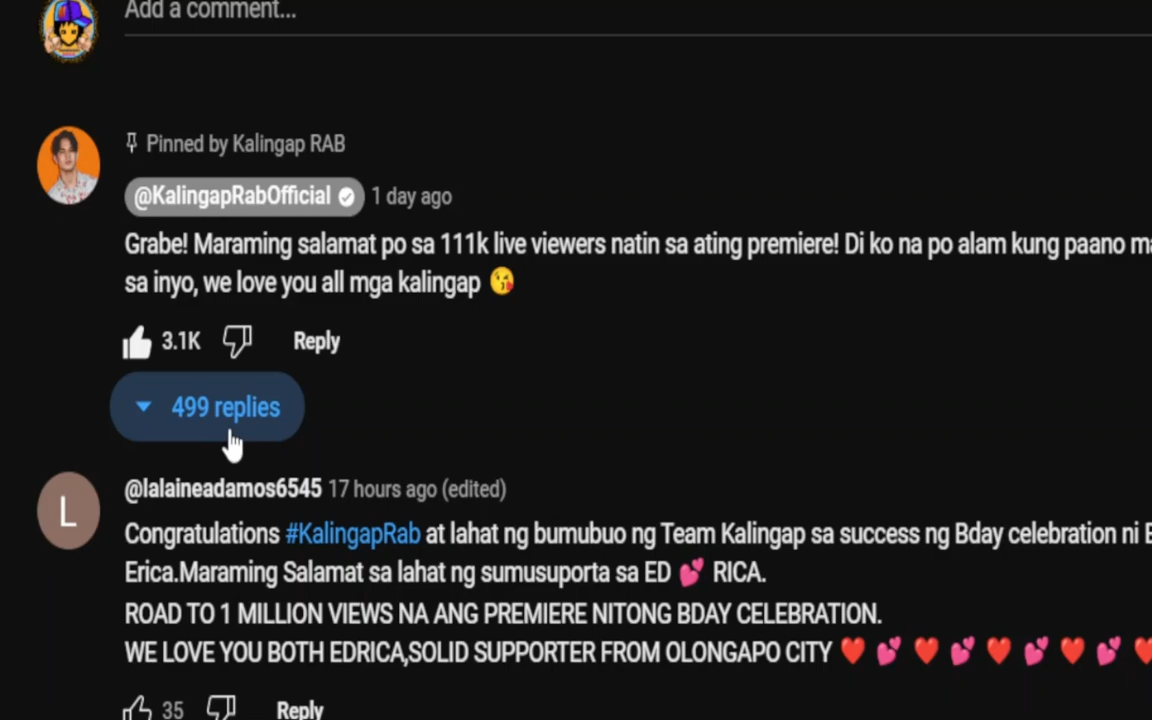 Add a comment...
Pinned by Kalingap RAB
@KalingapRabOfficial 1 day ago
Grabe! Maraming salamat po sa 111k live viewers natin sa ating premiere! Di ko na po alam kung paano
sa inyo, we love you all mga kalingap 😘
3.1K Reply
499 replies
L
@lalaineadamos6545 17 hours ago (edited)
Congratulations #KalingapRab at lahat ng bumubuo ng Team Kalingap sa success ng Bday celebration ni
Erica.Maraming Salamat sa lahat ng sumusuporta sa ED 💕 RICA.
ROAD TO 1 MILLION VIEWS NA ANG PREMIERE NITONG BDAY CELEBRATION.
WE LOVE YOU BOTH EDRICA,SOLID SUPPORTER FROM OLONGAPO CITY ❤️ 💕 ❤️ 💕 ❤️ 💕 ❤️ 💕 ❤️
35 Reply